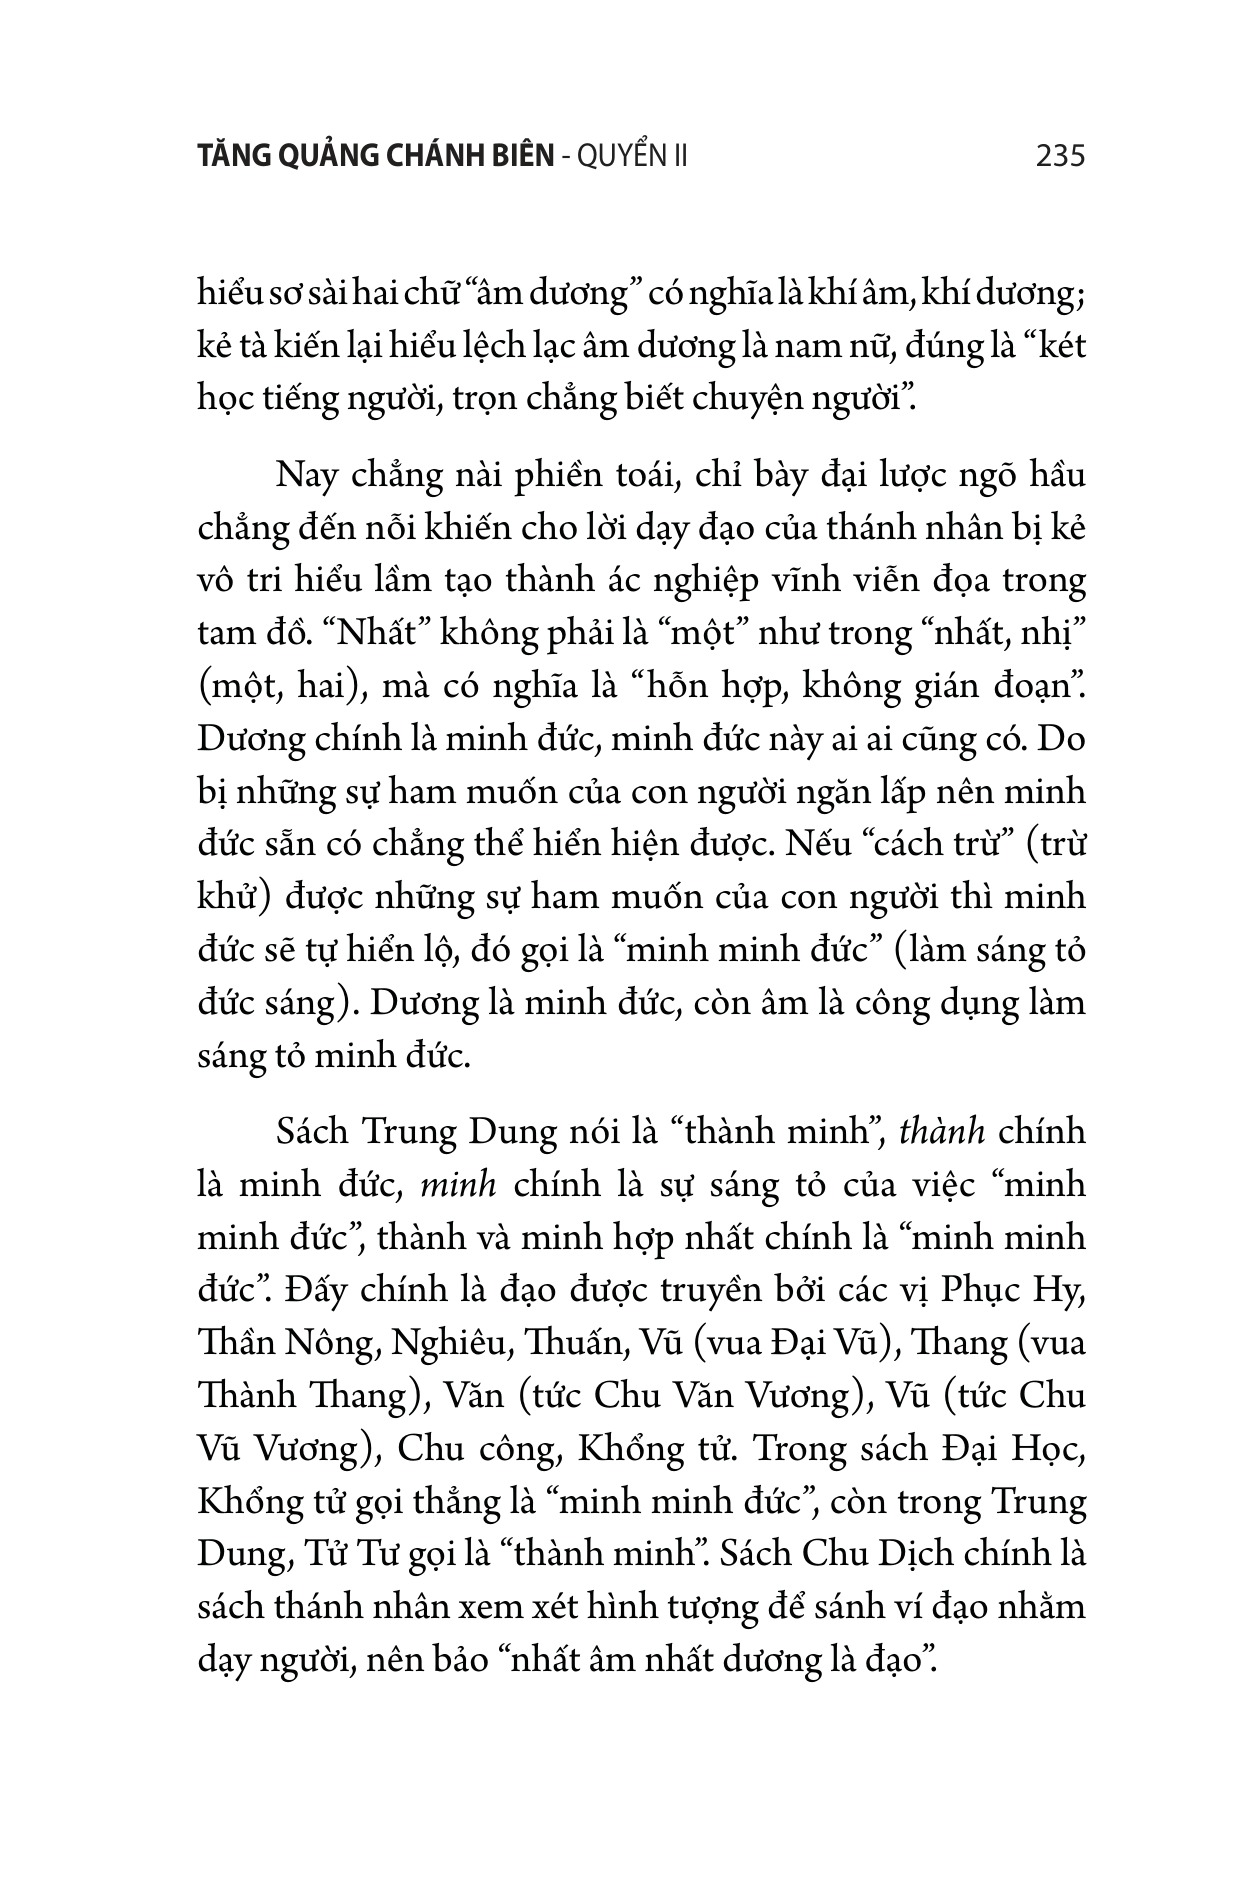 TĂNG QUẢNG CHÁNH BIÊN - QUYỂN II 235
hiểu sơ sài hai chữ “âm dương” có nghĩa là khí âm, khí dương;
kẻ tà kiến lại hiểu lệch lạc âm dương là nam nữ, đúng là “két
học tiếng người, trọn chẳng biết chuyện người”.
Nay chẳng nài phiền toái, chỉ bày đại lược ngõ hầu
chẳng đến nỗi khiến cho lời dạy đạo của thánh nhân bị kẻ
vô tri hiểu lầm tạo thành ác nghiệp vĩnh viễn đọa trong
tam đồ. “Nhất” không phải là “một” như trong “nhất, nhị”
(một, hai), mà có nghĩa là “hỗn hợp, không gián đoạn”.
Dương chính là minh đức, minh đức này ai ai cũng có. Do
bị những sự ham muốn của con người ngăn lấp nên minh
đức sẵn có chẳng thể hiển hiện được. Nếu “cách trừ” (trừ
khử) được những sự ham muốn của con người thì minh
đức sẽ tự hiển lộ, đó gọi là “minh minh đức” (làm sáng tỏ
đức sáng). Dương là minh đức, còn âm là công dụng làm
sáng tỏ minh đức.
Sách Trung Dung nói là “thành minh”, thành chính
là minh đức, minh chính là sự sáng tỏ của việc “minh
minh đức”, thành và minh hợp nhất chính là “minh minh
đức”. Đấy chính là đạo được truyền bởi các vị Phục Hy,
Thần Nông, Nghiêu, Thuấn, Vũ (vua Đại Vũ), Thang (vua
Thành Thang), Văn (tức Chu Văn Vương), Vũ (tức Chu
Vũ Vương), Chu công, Khổng tử. Trong sách Đại Học,
Khổng tử gọi thẳng là “minh minh đức”, còn trong Trung
Dung, Tử Tư gọi là “thành minh”. Sách Chu Dịch chính là
sách thánh nhân xem xét hình tượng để sánh ví đạo nhằm
dạy người, nên bảo “nhất âm nhất dương là đạo”.